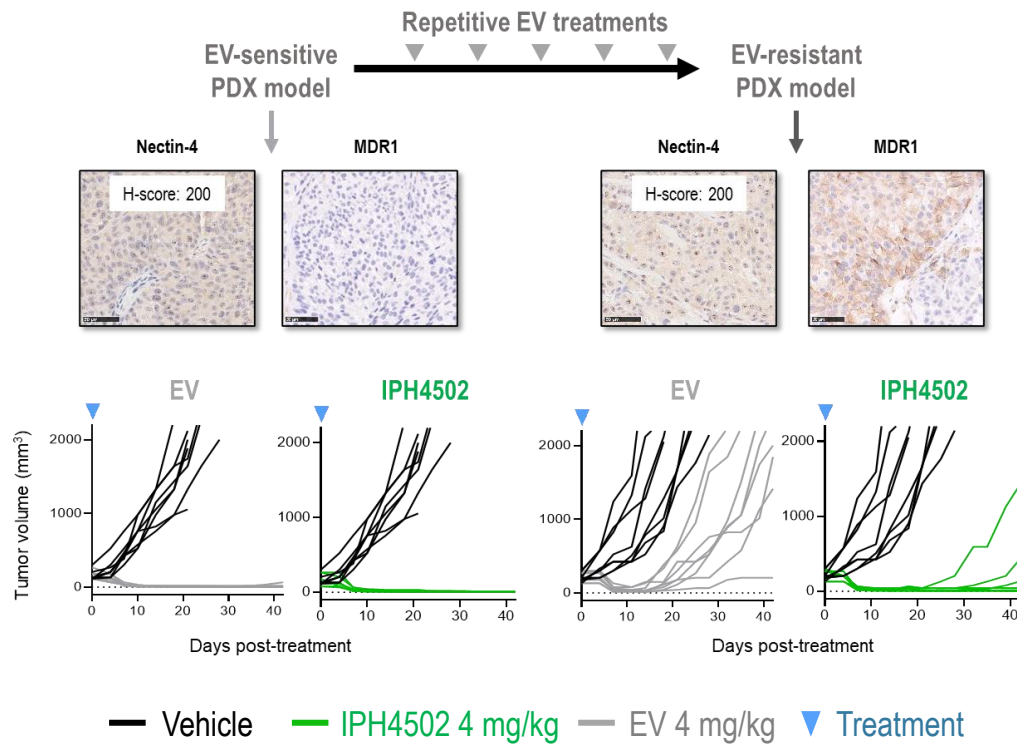 Repetitive EV treatments
EV-sensitive
PDX model
EV-resistant
PDX model
Nectin-4
MDR1
Nectin-4
MDR1
H-score: 200
H-score: 200
EV
IPH4502
EV
IPH4502
Tumor volume (mm³)
2000
1000
0
0
10
20
30
40
2000
1000
0
0
10
20
30
40
2000
1000
0
0
10
20
30
40
2000
1000
0
0
10
20
30
40
Days post-treatment
Days post-treatment
Vehicle
IPH4502 4 mg/kg
EV 4 mg/kg
Treatment